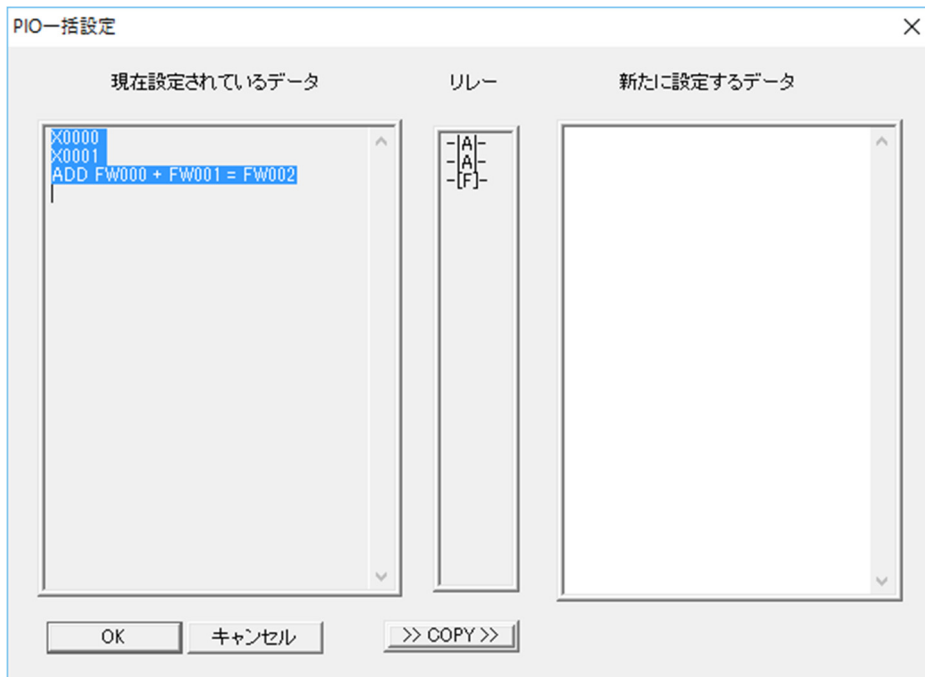 PIO一括設定
現在設定されているデータ
リレー
新たに設定するデータ
X0000
X0001
ADD FW000 + FW001 = FW002
-|A|-
-|A|-
-[F]-
OK
キャンセル
>> COPY >>